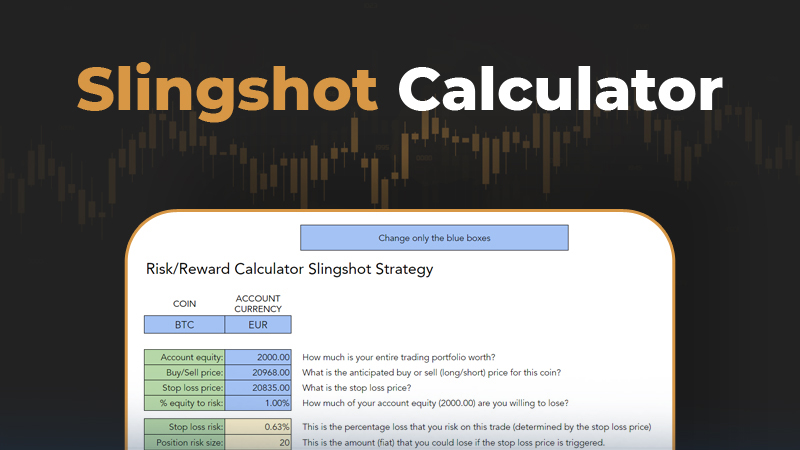 Slingshot Calculator
Change only the blue boxes
Risk/Reward Calculator Slingshot Strategy
COIN
ACCOUNT
CURRENCY
BTC EUR
Account equity: 2000.00 How much is your entire trading portfolio worth?
Buy/Sell price: 20968.00 What is the anticipated buy or sell (long/short) price for this coin?
Stop loss price: 20835.00 What is the stop loss price?
% equity to risk: 1.00% How much of your account equity (2000.00) are you willing to lose?
Stop loss risk: 0.63% This is the percentage loss that you risk on this trade (determined by the stop loss price)
Position risk size: 20 This is the amount (fiat) that you could lose if the stop loss price is triggered.